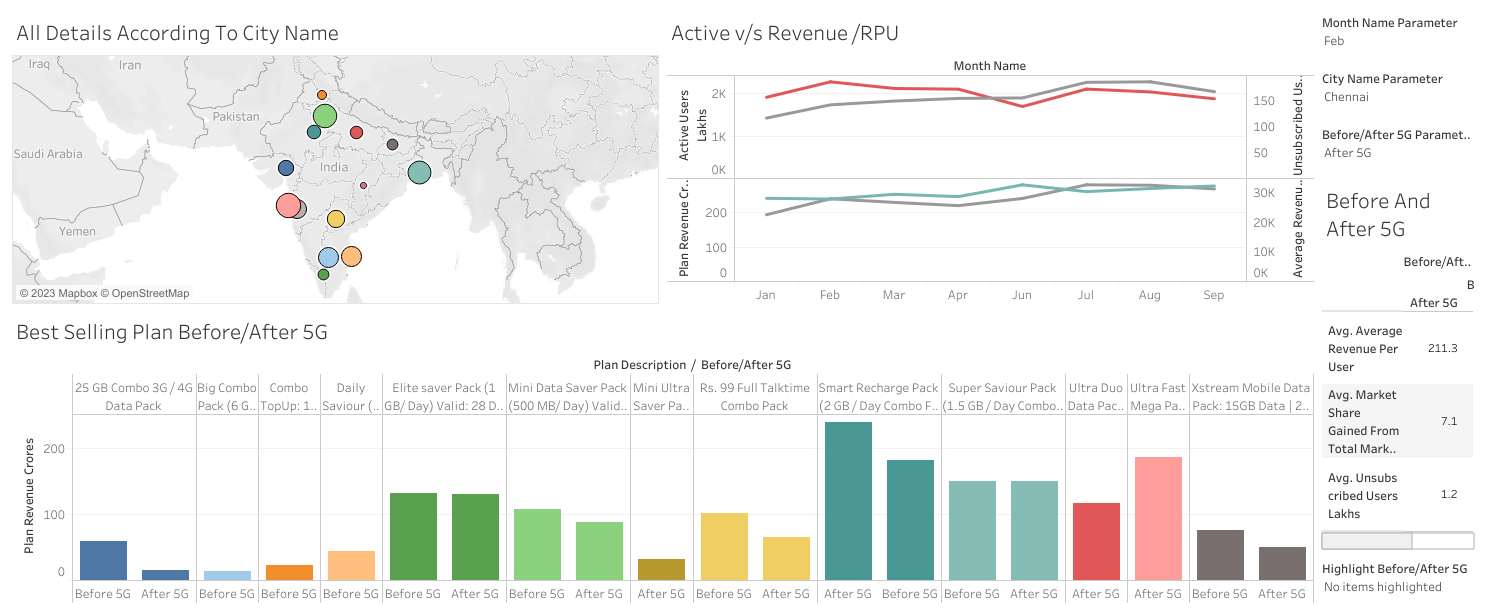 All Details According To City Name
Iraq
Iran
Pakistan
Saudi Arabia
India
Yemen
© 2023 Mapbox © OpenStreetMap
Active v/s Revenue /RPU
Month Name
Active Users
Lakhs
2K
1K
0K
Unsubscribed Us..
150
100
50
Plan Revenue Cr..
200
100
0
Average Revenu..
30K
20K
10K
0K
Jan Feb Mar Apr Jun Jul Aug Sep
Month Name Parameter
Feb
City Name Parameter
Chennai
Before/After 5G Paramet..
After 5G
Before And
After 5G
Before/Aft..
B
After 5G
Avg. Average
Revenue Per
User
211.3
Avg. Market
Share
Gained From
Total Mark..
7.1
Avg. Unsubs
cribed Users
Lakhs
1.2
Highlight Before/After 5G
No items highlighted
Best Selling Plan Before/After 5G
Plan Description / Before/After 5G
25 GB Combo 3G / 4G
Data Pack
Big Combo
Pack (6 G..
Combo
TopUp: 1..
Daily
Saviour (..
Elite saver Pack (1
GB/ Day) Valid: 28 D..
Mini Data Saver Pack
(500 MB/ Day) Valid..
Mini Ultra
Saver Pa..
Rs. 99 Full Talktime
Combo Pack
Smart Recharge Pack
(2 GB / Day Combo F..
Super Saviour Pack
(1.5 GB / Day Combo..
Ultra Duo
Data Pac..
Ultra Fast
Mega Pa..
Xstream Mobile Data
Pack: 15GB Data | 2..
Plan Revenue Crores
200
100
0
Before 5G After 5G Before 5G Before 5G Before 5G Before 5G After 5G Before 5G After 5G After 5G Before 5G After 5G Before 5G After 5G Before 5G After 5G After 5G After 5G Before 5G After 5G